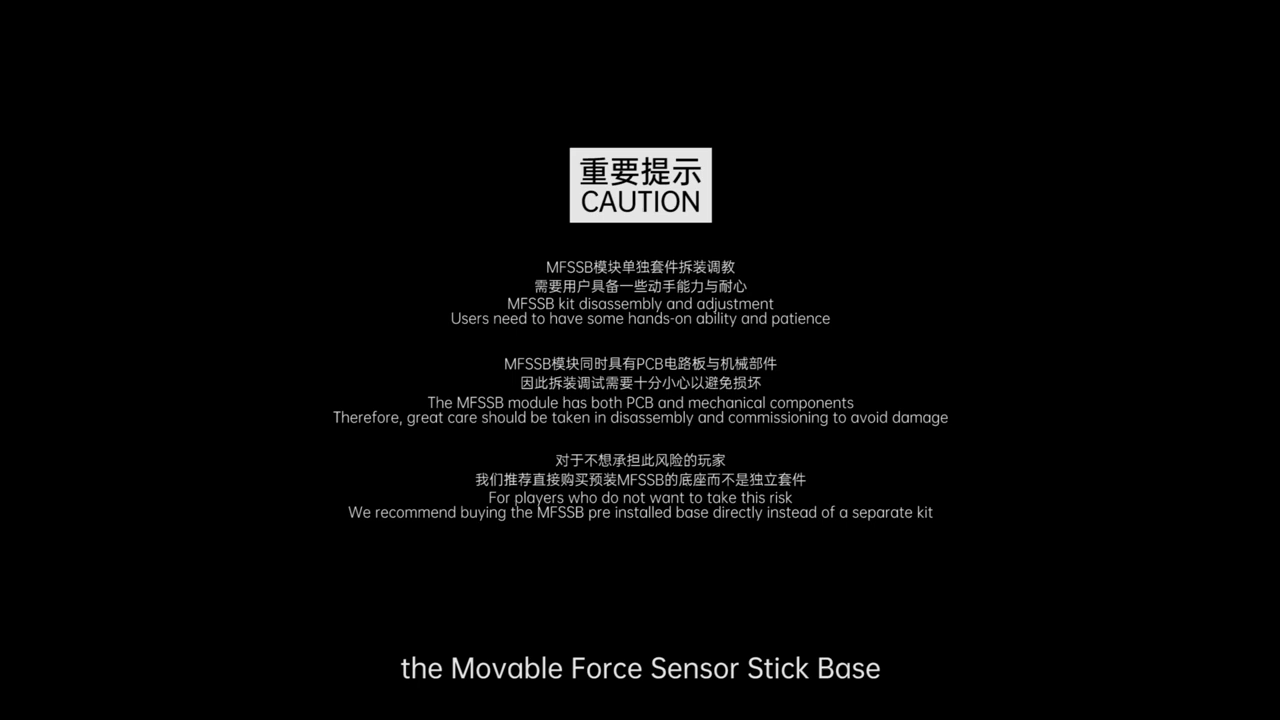 重要提示
CAUTION
MFSSB模块单独套件拆装调教
需要用户具备一些动手能力与耐心
MFSSB kit disassembly and adjustment
Users need to have some hands-on ability and patience
MFSSB模块同时具有PCB电路板与机械部件
因此拆装调试需要十分小心以避免损坏
The MFSSB module has both PCB and mechanical components
Therefore, great care should be taken in disassembly and commissioning to avoid damage
对于不想承担此风险的玩家
我们推荐直接购买预装MFSSB的底座而不是独立套件
For players who do not want to take this risk
We recommend buying the MFSSB pre installed base directly instead of a separate kit
the Movable Force Sensor Stick Base